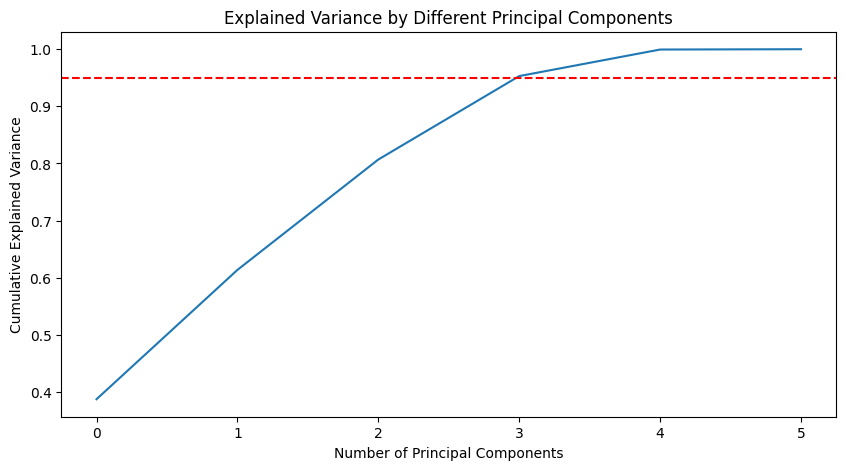 Explained Variance by Different Principal Components
1.0
0.9
0.8
0.7
0.6
0.5
0.4
Cumulative Explained Variance
0 1 2 3 4 5
Number of Principal Components